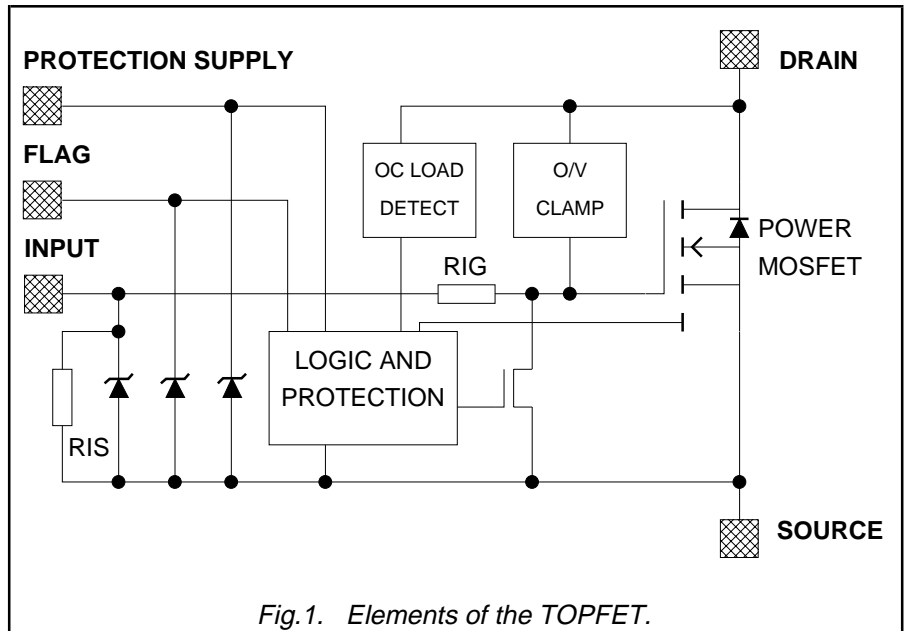 PROTECTION SUPPLY
DRAIN
FLAG
OC LOAD
DETECT
O/V
CLAMP
POWER
MOSFET
INPUT
RIG
LOGIC AND
PROTECTION
RIS
SOURCE
Fig.1. Elements of the TOPFET.